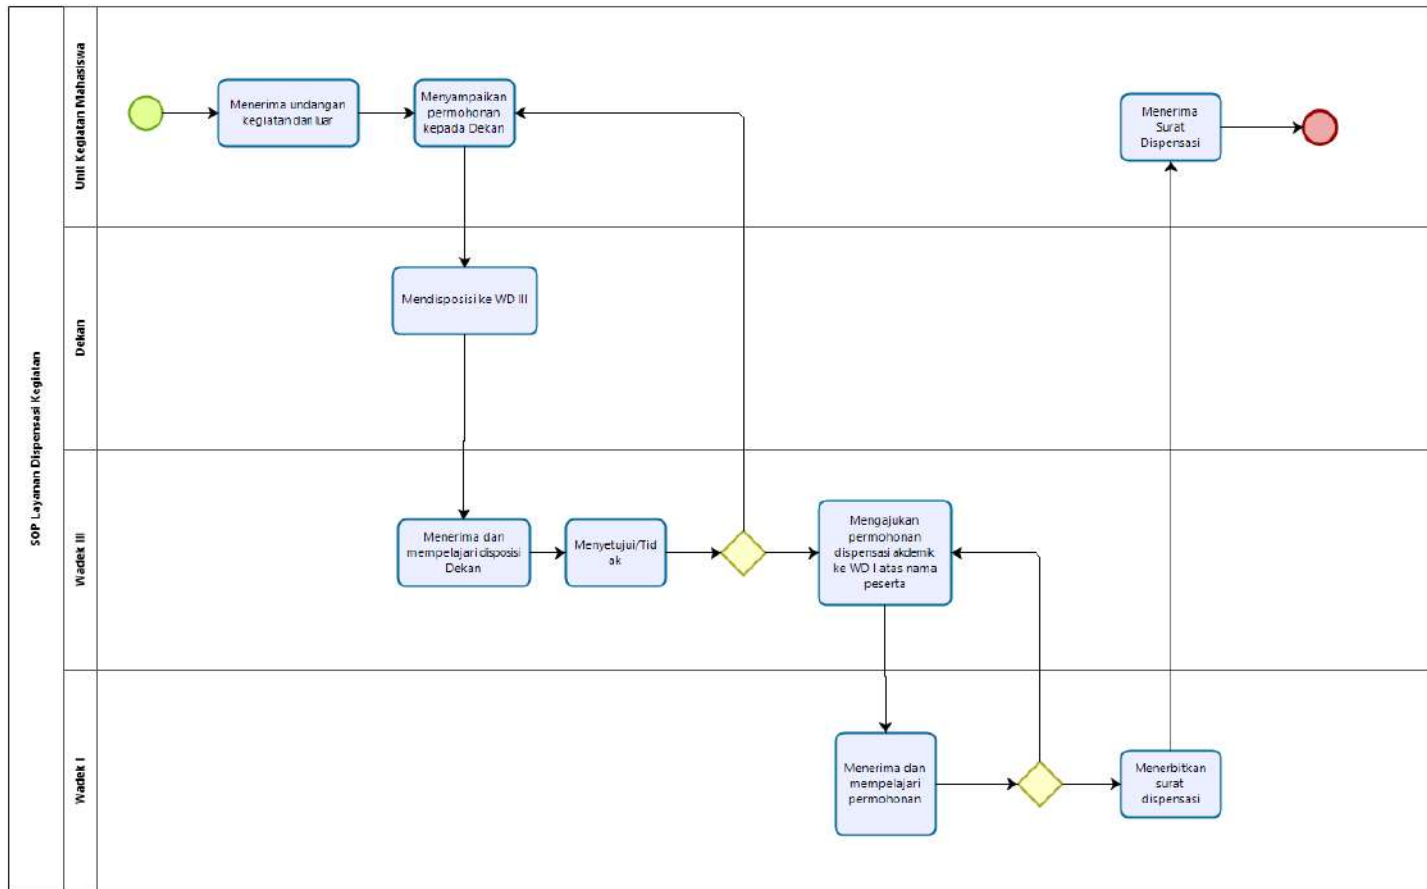 SOP Layanan Dispensasi Kegiatan
Unit Kegiatan Mahasiswa
Menerima undangan
kegiatan dari luar
Menyampaikan
permohonan
kepada Dekan
Menerima
Surat
Dispensasi
Dekan
Mendisposisi ke WD III
Wadek III
Menerima dan
mempelajari disposisi
Dekan
Menyetujui/Tid
ak
Mengajukan
permohonan
dispensasi akdemik
ke WD I atas nama
peserta
Wadek I
Menerima dan
mempelajari
permohonan
Menerbitkan
surat
dispensasi